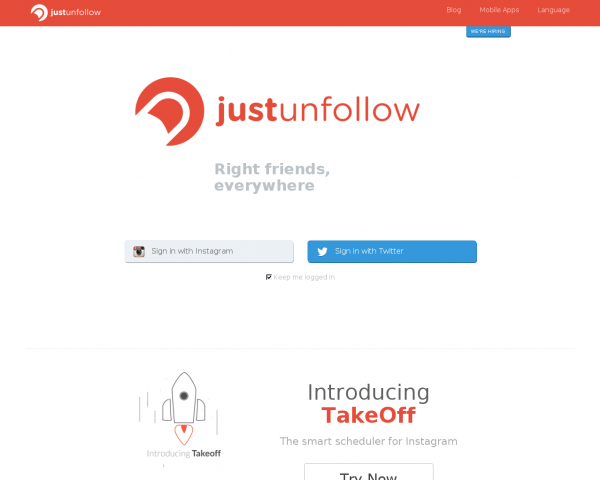 justunfollow
Blog
Mobile Apps
Language
WE'RE HIRING
justunfollow
Right friends,
everywhere
Sign in with Instagram
Sign in with Twitter
Keep me logged in
Introducing
TakeOff
The smart scheduler for Instagram
Introducing Takeoff
Try Now